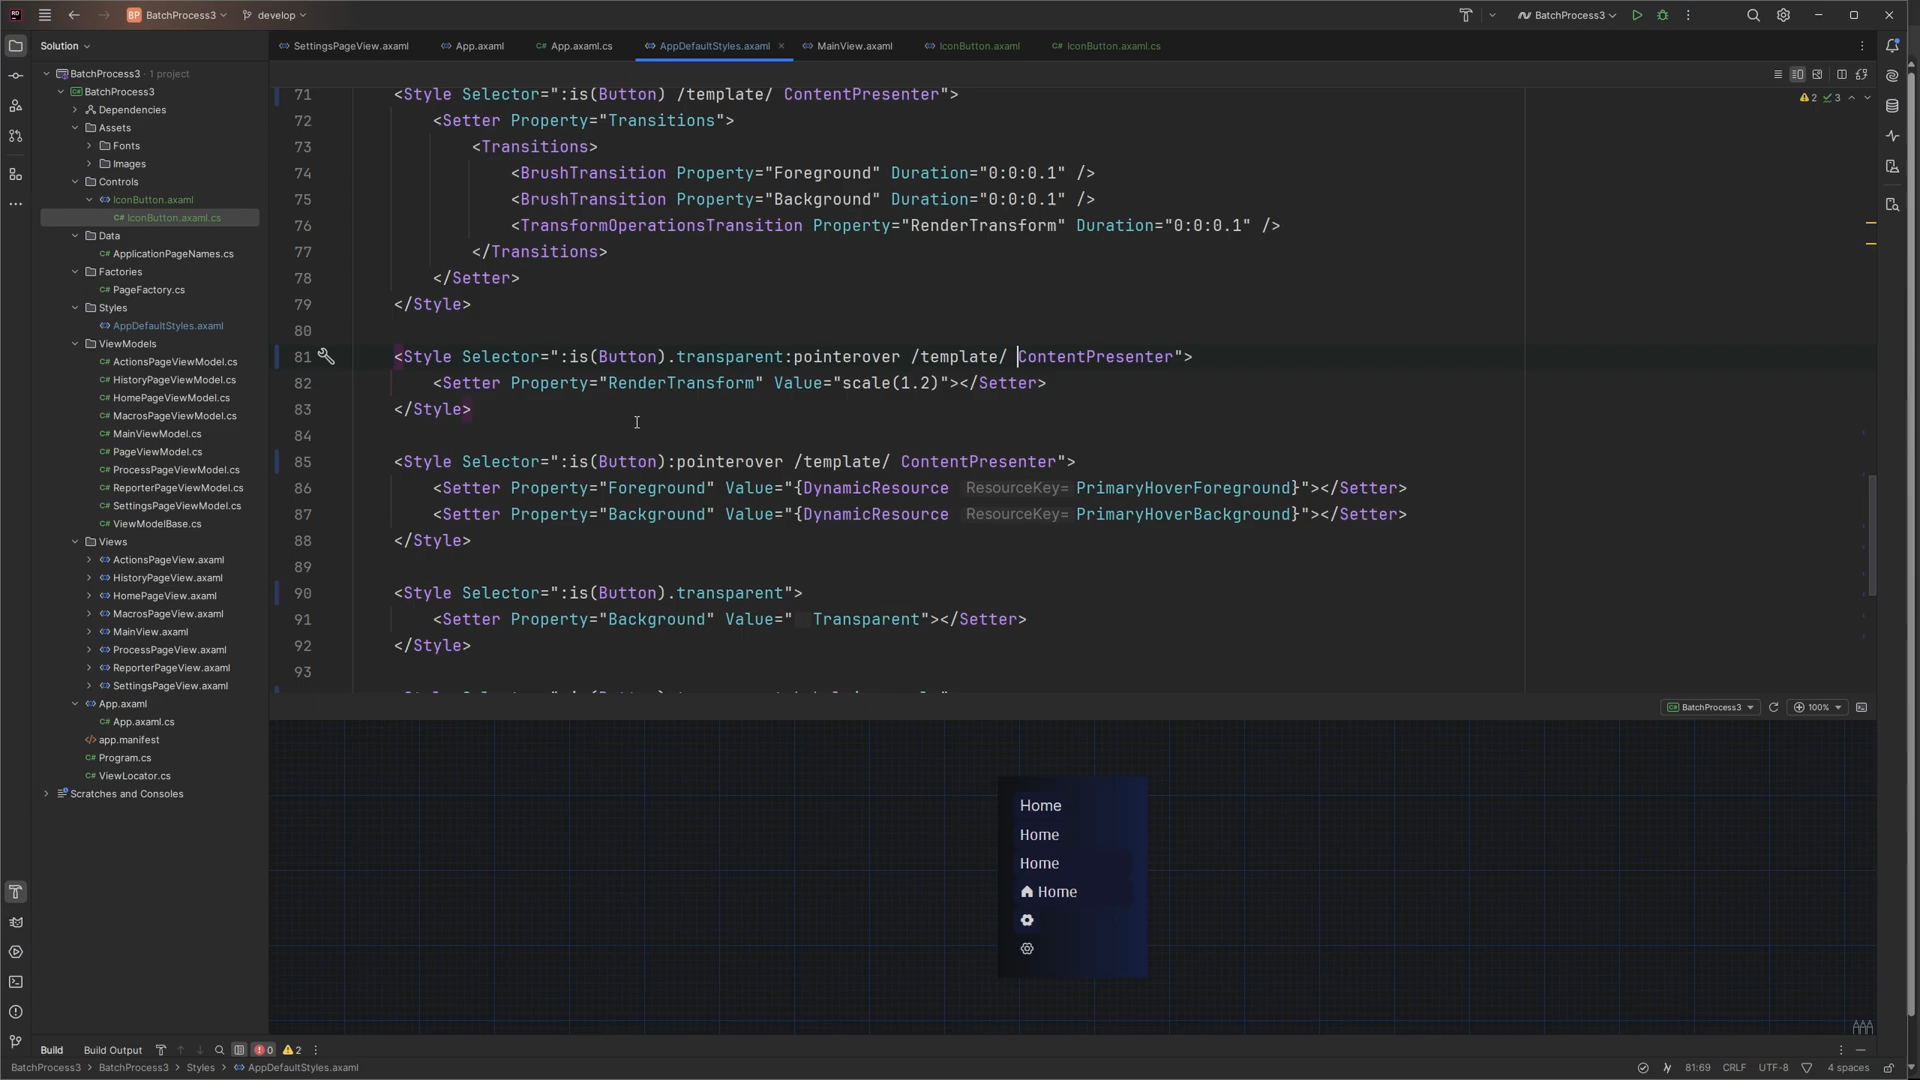 BP BatchProcess3
develop
BatchProcess3
Solution
SettingsPageView.axaml
App.axaml
C# App.axaml.cs
AppDefaultStyles.axaml
MainView.axaml
IconButton.axaml
C# IconButton.axaml.cs
BatchProcess3 · 1 project
C# BatchProcess3
Dependencies
Assets
Fonts
Images
Controls
IconButton.axaml
C# IconButton.axaml.cs
Data
C# ApplicationPageNames.cs
Factories
C# PageFactory.cs
Styles
AppDefaultStyles.axaml
ViewModels
C# ActionsPageViewModel.cs
C# HistoryPageViewModel.cs
C# HomePageViewModel.cs
C# MacrosPageViewModel.cs
C# MainViewModel.cs
C# PageViewModel.cs
C# ProcessPageViewModel.cs
C# ReporterPageViewModel.cs
C# SettingsPageViewModel.cs
C# ViewModelBase.cs
Views
ActionsPageView.axaml
HistoryPageView.axaml
HomePageView.axaml
MacrosPageView.axaml
MainView.axaml
ProcessPageView.axaml
ReporterPageView.axaml
SettingsPageView.axaml
App.axaml
C# App.axaml.cs
app.manifest
C# Program.cs
C# ViewLocator.cs
Scratches and Consoles
2 3
71 <Style Selector=":is(Button) /template/ ContentPresenter">
72 <Setter Property="Transitions">
73 <Transitions>
74 <BrushTransition Property="Foreground" Duration="0:0:0.1" />
75 <BrushTransition Property="Background" Duration="0:0:0.1" />
76 <TransformOperationsTransition Property="RenderTransform" Duration="0:0:0.1" />
77 </Transitions>
78 </Setter>
79 </Style>
80
81 <Style Selector=":is(Button).transparent:pointerover /template/ ContentPresenter">
82 <Setter Property="RenderTransform" Value="scale(1.2)"></Setter>
83 </Style>
84
85 <Style Selector=":is(Button):pointerover /template/ ContentPresenter">
86 <Setter Property="Foreground" Value="{DynamicResource ResourceKey= PrimaryHoverForeground}"></Setter>
87 <Setter Property="Background" Value="{DynamicResource ResourceKey= PrimaryHoverBackground}"></Setter>
88 </Style>
89
90 <Style Selector=":is(Button).transparent">
91 <Setter Property="Background" Value=" Transparent"></Setter>
92 </Style>
93
C# BatchProcess3
100%
Home
Home
Home
Home
Build
Build Output
0
2
BatchProcess3 > BatchProcess3 > Styles > AppDefaultStyles.axaml
81:69
CRLF
UTF-8
4 spaces